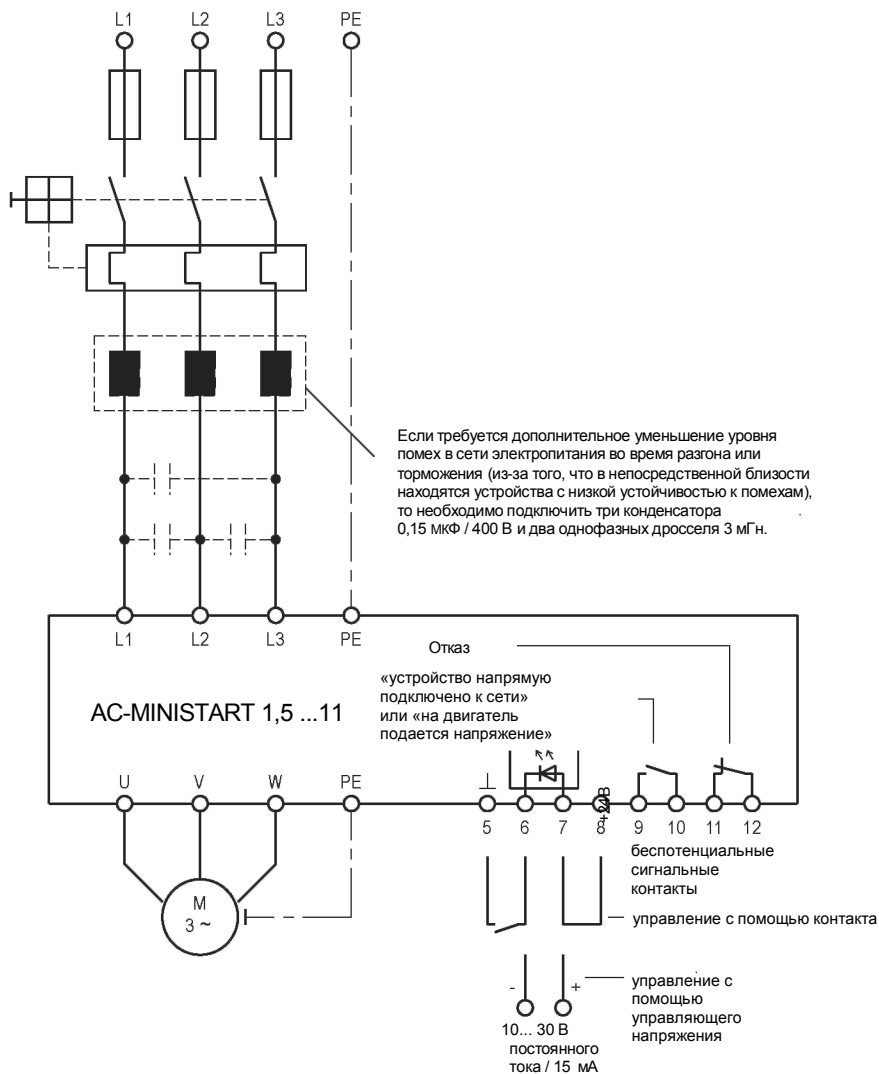 L1 L2 L3 PE
Если требуется дополнительное уменьшение уровня
помех в сети электропитания во время разгона или
торможения (из-за того, что в непосредственной близости
находятся устройства с низкой устойчивостью к помехам),
то необходимо подключить три конденсатора
0,15 МКФ / 400 В и два однофазных дросселя 3 мГн.
L1 L2 L3 PE
Отказ
«устройство напрямую
подключено к сети»
или «на двигатель
подается напряжение»
AC-MINISTART 1,5 ...11
U V W PE
⊥
+24В
5 6 7 8 9 10 11 12
беспотенциальные
сигнальные
контакты
M
3 ~
управление с помощью контакта
- +
управление с
помощью
управляющего
напряжения
10... 30 В
постоянного
тока / 15 мА